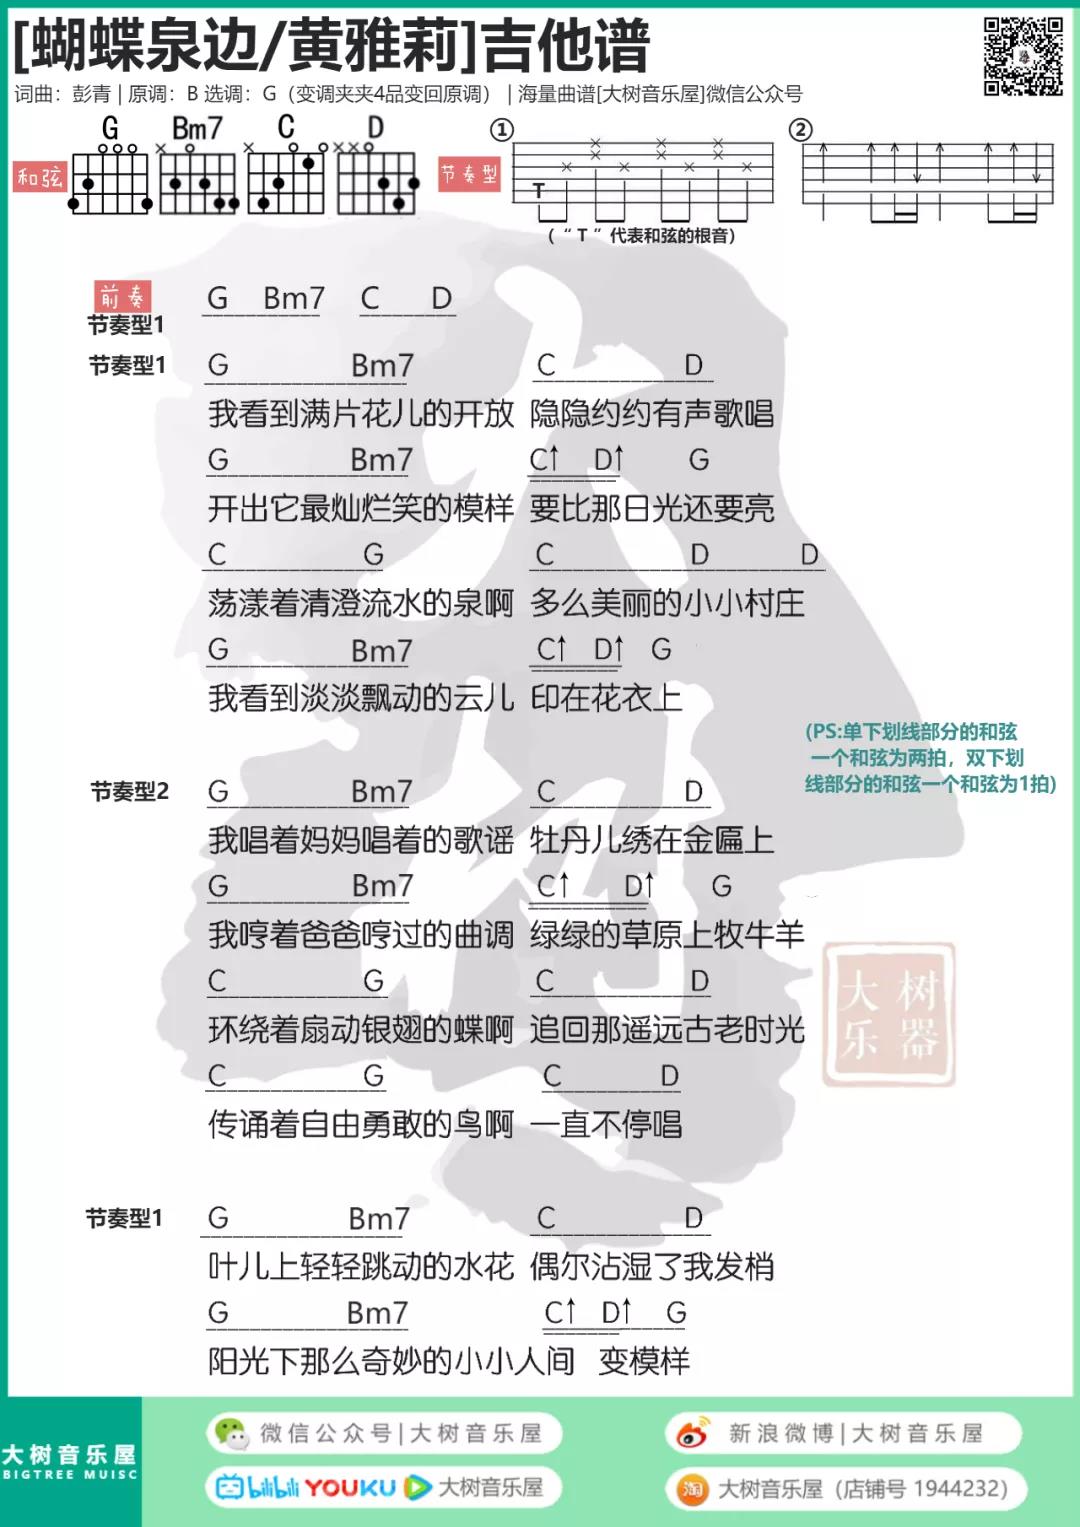 [蝴蝶泉边/黄雅莉]吉他谱
词曲：彭青 | 原调：B 选调：G（变调夹夹4品变回原调） | 海量曲谱[大树音乐屋]微信公众号
和弦 G Bm7 C D 节奏型 ① ②
T
（“ T ”代表和弦的根音）
前奏 G Bm7 C D
节奏型1
节奏型1 G Bm7 C D
我看到满片花儿的开放 隐隐约约有声歌唱
G Bm7 C↑ D↑ G
开出它最灿烂笑的模样 要比那日光还要亮
C G C D D
荡漾着清澄流水的泉啊 多么美丽的小小村庄
G Bm7 C↑ D↑ G
我看到淡淡飘动的云儿 印在花衣上
(PS:单下划线部分的和弦
一个和弦为两拍，双下划
线部分的和弦一个和弦为1拍)
节奏型2 G Bm7 C D
我唱着妈妈唱着的歌谣 牡丹儿绣在金匾上
G Bm7 C↑ D↑ G
我哼着爸爸哼过的曲调 绿绿的草原上牧牛羊
C G C D
环绕着扇动银翅的蝶啊 追回那遥远古老时光
C G C D
传诵着自由勇敢的鸟啊 一直不停唱
大树
乐器
节奏型1 G Bm7 C D
叶儿上轻轻跳动的水花 偶尔沾湿了我发梢
G Bm7 C↑ D↑ G
阳光下那么奇妙的小小人间 变模样
大树音乐屋
BIGTREE MUISC
微信公众号|大树音乐屋
新浪微博|大树音乐屋
bilibili YOUKU 大树音乐屋
淘 大树音乐屋（店铺号 1944232）